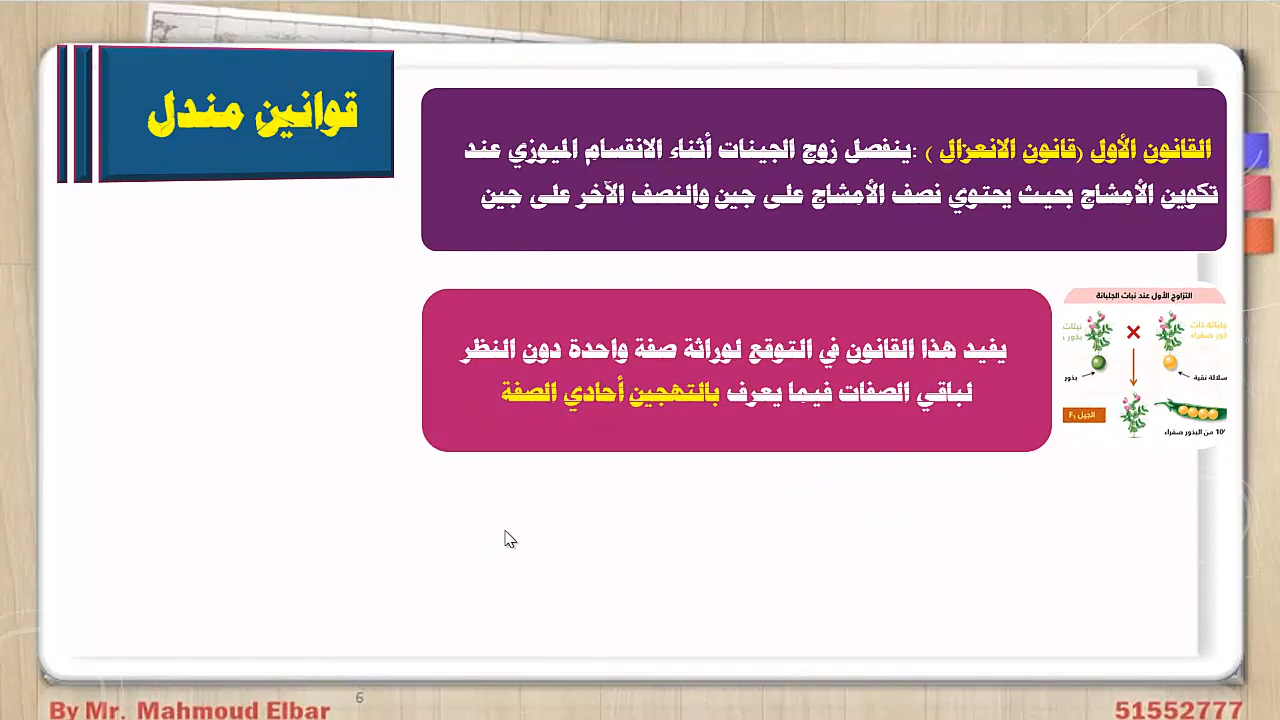 قوانين مندل
القانون الأول (قانون الانعزال ) :ينفصل زوج الجينات أثناء الانقسام الميوزي عند
تكوين الأمشاج بحيث يحتوي نصف الأمشاج على جين والنصف الآخر على جين
يفيد هذا القانون في التوقع لوراثة صفة واحدة دون النظر
لباقي الصفات فيما يعرف بالتهجين أحادي الصفة
التزاوج الأول عند نبات الجلبانة
سلالة نقية
بذور
الجيل F₁
من البذور صفراء
By Mr. Mahmoud Elbar
6
51552777